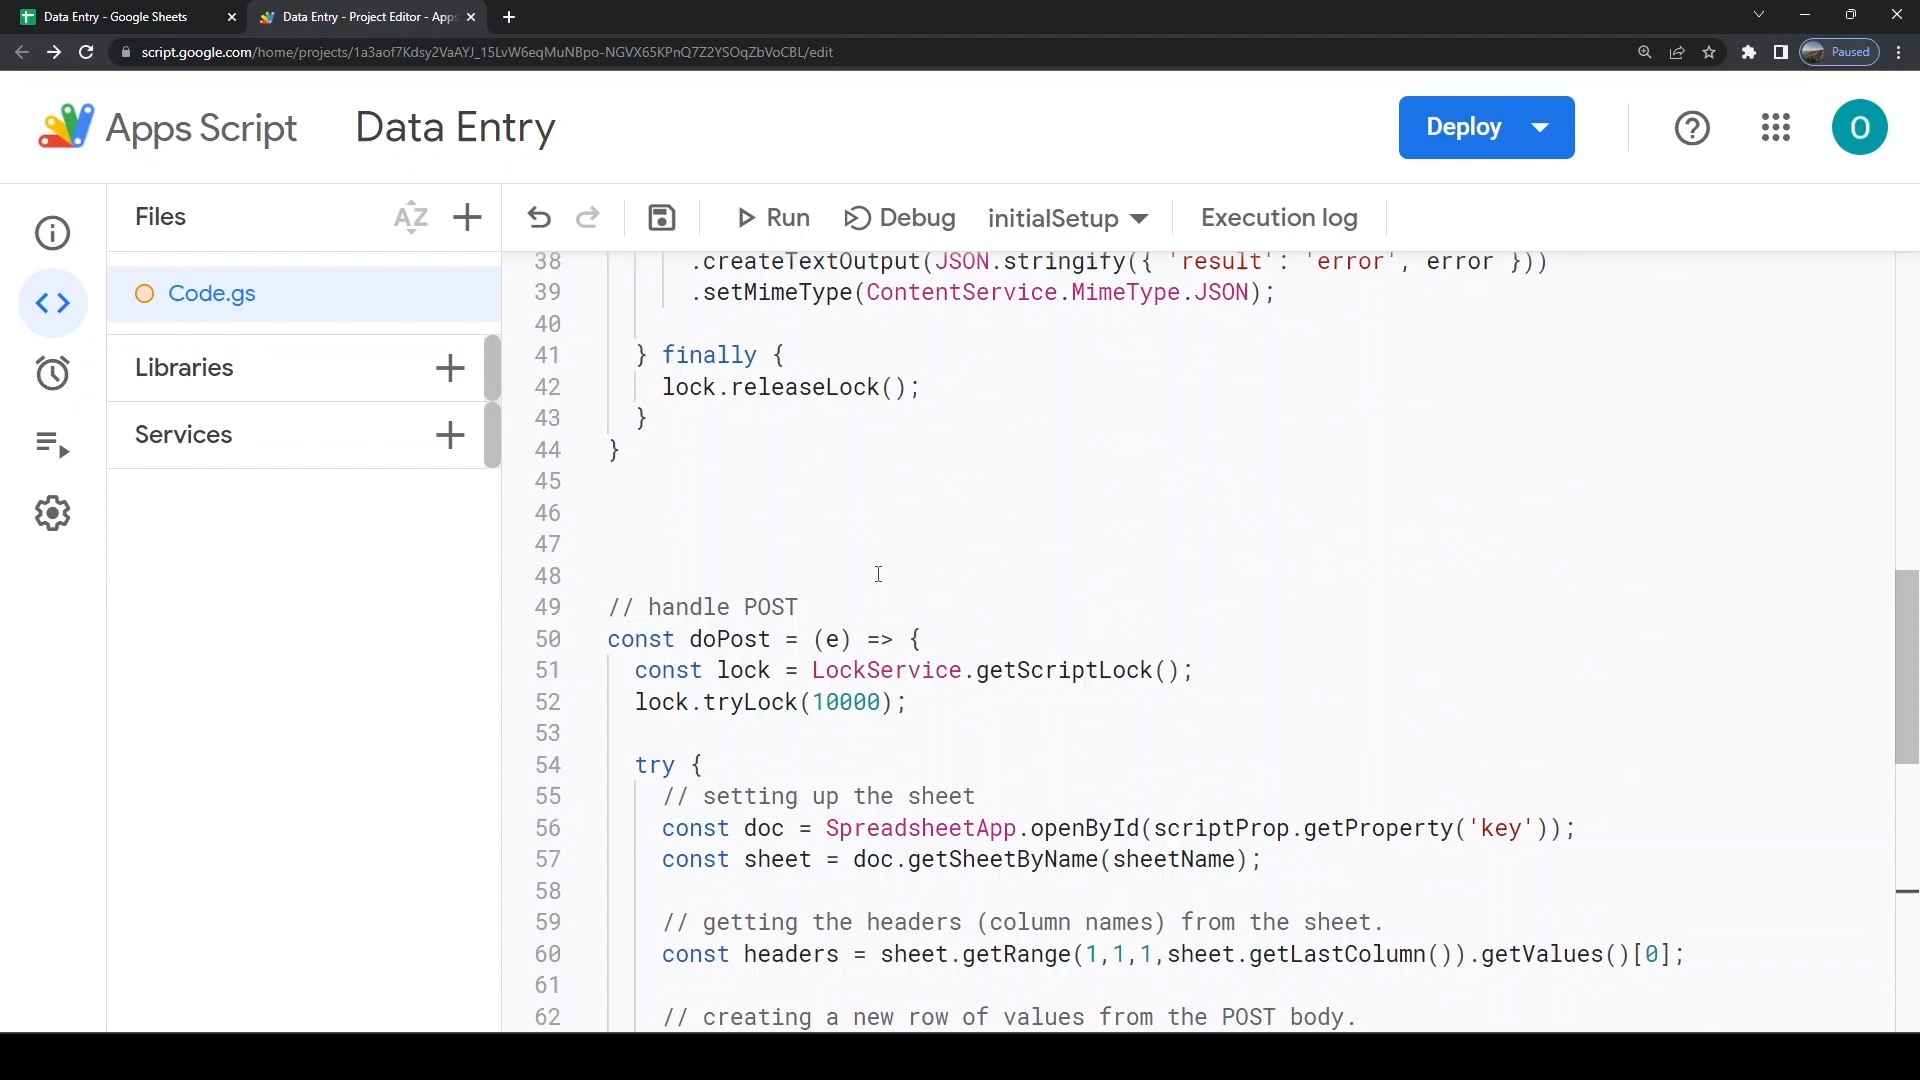 Data Entry - Google Sheets
Data Entry - Project Editor - Apps
script.google.com/home/projects/1a3aof7Kdsy2VaAYJ_15LvW6eqMuNBpo-NGVX65KPnQ7Z2YSOqZbVoCBL/edit
Paused
Apps Script
Data Entry
Deploy
O
Files
AZ
Run
Debug
initialSetup
Execution log
Code.gs
Libraries
Services
38 .createTextOutput(JSON.stringify({ 'result': 'error', error }))
39 .setMimeType(ContentService.MimeType.JSON);
40
41 } finally {
42 lock.releaseLock();
43 }
44 }
45
46
47
48
49 // handle POST
50 const doPost = (e) => {
51 const lock = LockService.getScriptLock();
52 lock.tryLock(10000);
53
54 try {
55 // setting up the sheet
56 const doc = SpreadsheetApp.openById(scriptProp.getProperty('key'));
57 const sheet = doc.getSheetByName(sheetName);
58
59 // getting the headers (column names) from the sheet.
60 const headers = sheet.getRange(1,1,1,sheet.getLastColumn()).getValues()[0];
61
62 // creating a new row of values from the POST body.